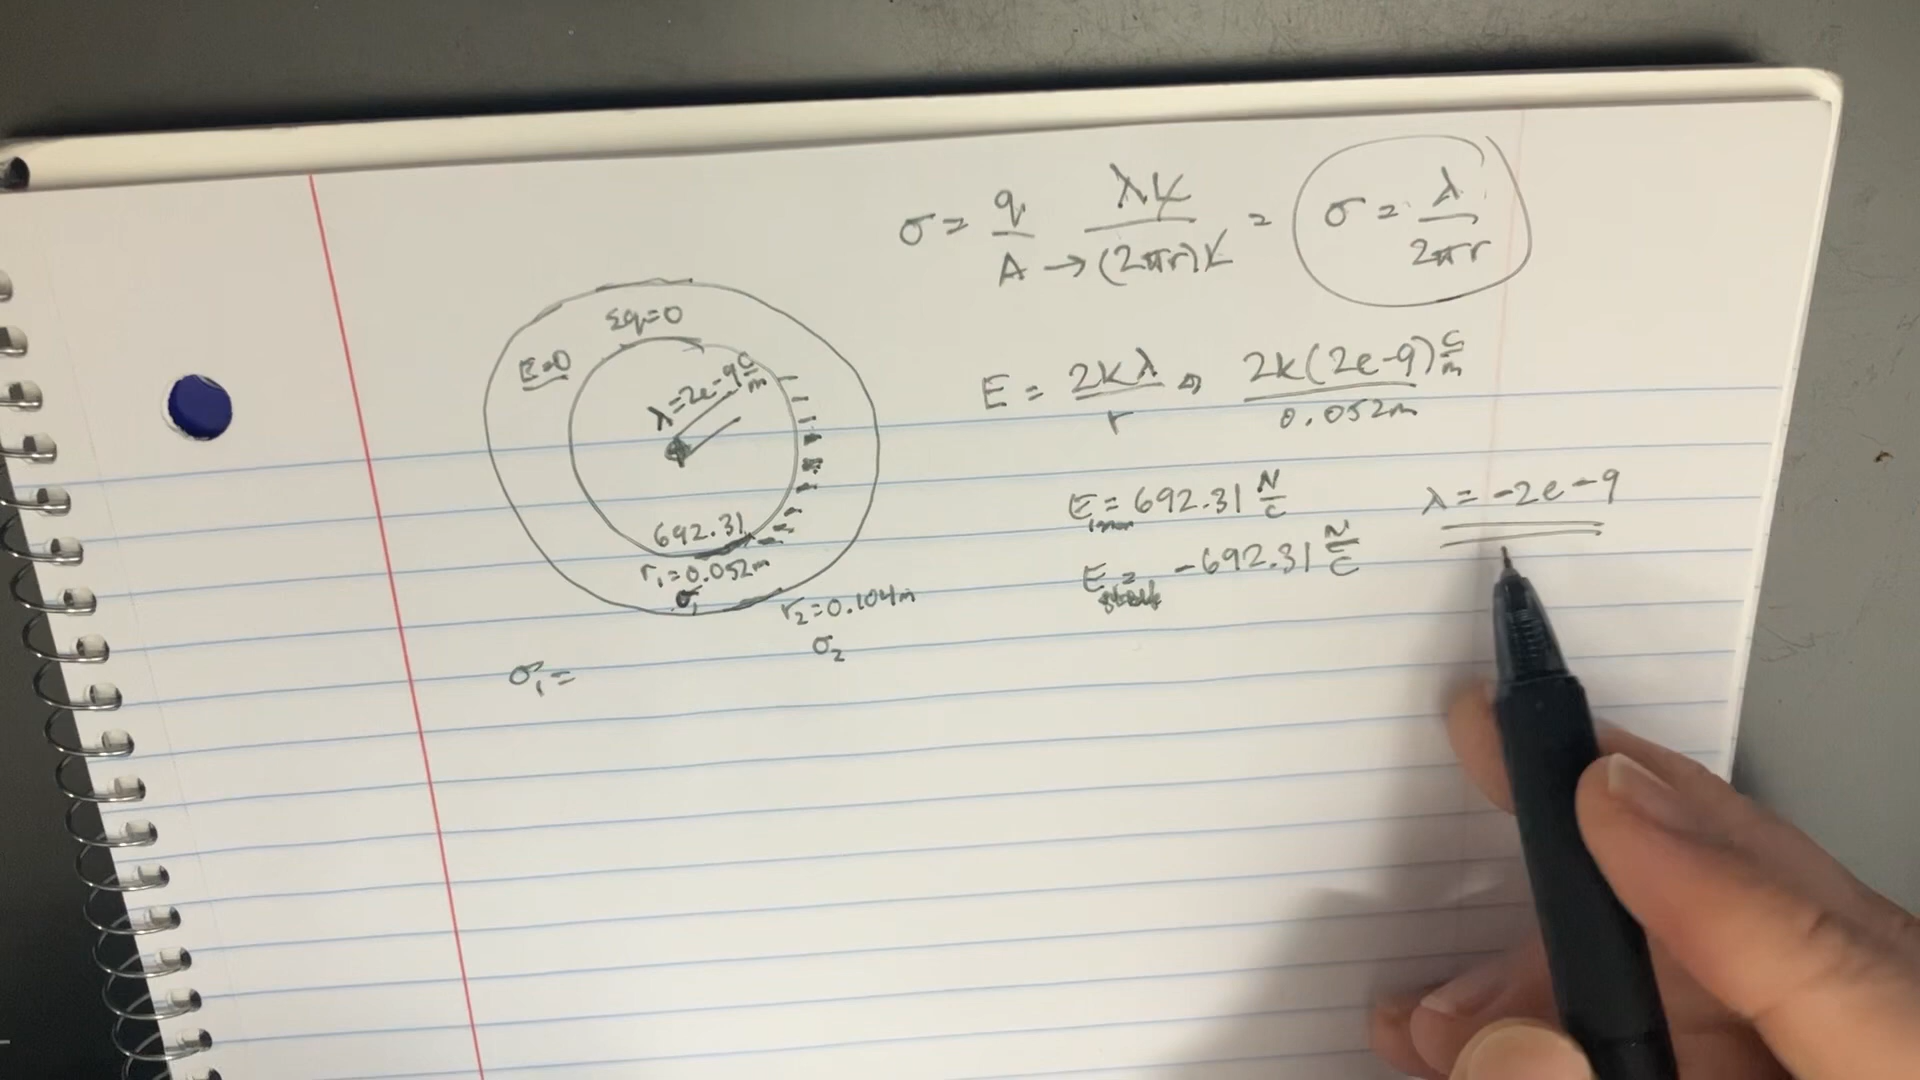 σ = q/A → λL/(2πr)L = σ = λ/2πr
Σq=0
E=0
λ=2e-9 C/m
E = 2kλ/r ⇒ 2k(2e-9) C/m / 0.052m
692.31
r₁=0.052m
σ₁
r₂=0.104m
σ₂
E = 692.31 N/C
λ = -2e-9
E = -692.31 N/C
σ₁=